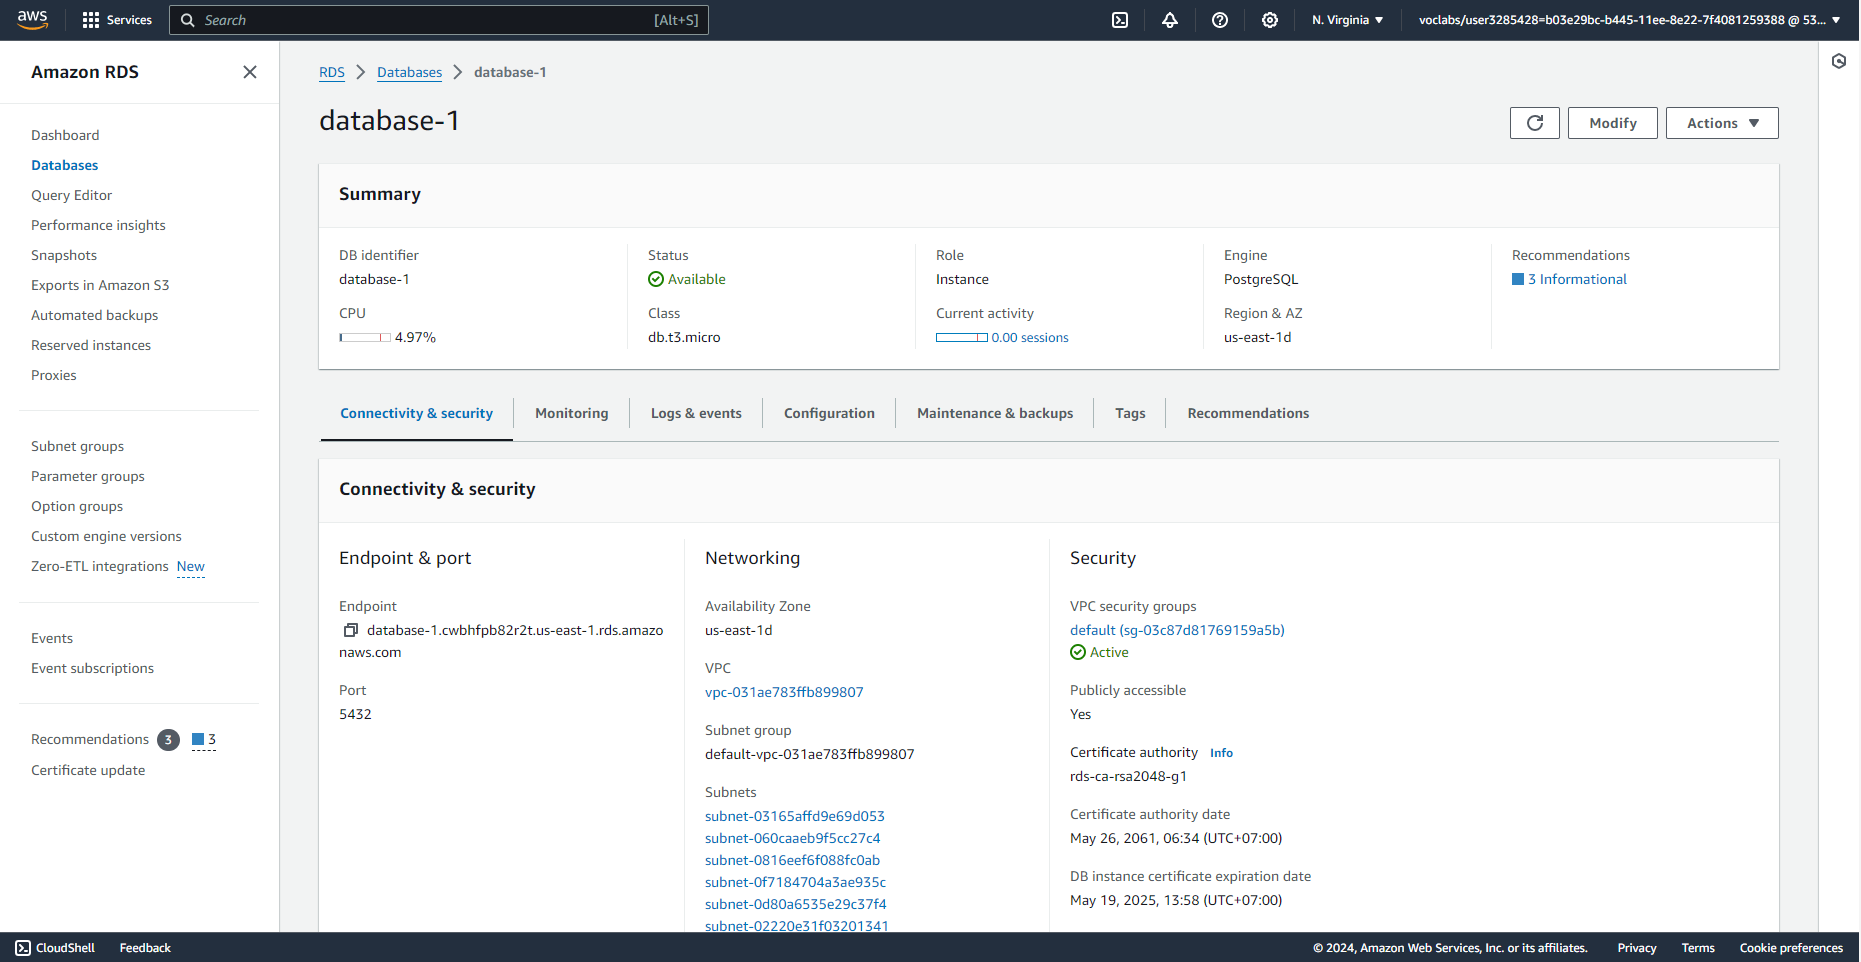 aws
Services
Search
[Alt+S]
N. Virginia
voclabs/user3285428=b03e29bc-b445-11ee-8e22-7f4081259388 @ 53...
Amazon RDS
Dashboard
Databases
Query Editor
Performance insights
Snapshots
Exports in Amazon S3
Automated backups
Reserved instances
Proxies
Subnet groups
Parameter groups
Option groups
Custom engine versions
Zero-ETL integrations New
Events
Event subscriptions
Recommendations 3 3
Certificate update
RDS > Databases > database-1
database-1
Modify
Actions
Summary
DB identifier
database-1
CPU
4.97%
Status
Available
Class
db.t3.micro
Role
Instance
Current activity
0.00 sessions
Engine
PostgreSQL
Region & AZ
us-east-1d
Recommendations
3 Informational
Connectivity & security
Monitoring
Logs & events
Configuration
Maintenance & backups
Tags
Recommendations
Connectivity & security
Endpoint & port
Endpoint
database-1.cwbhfpb82r2t.us-east-1.rds.amazo
naws.com
Port
5432
Networking
Availability Zone
us-east-1d
VPC
vpc-031ae783ffb899807
Subnet group
default-vpc-031ae783ffb899807
Subnets
subnet-03165affd9e69d053
subnet-060caaeb9f5cc27c4
subnet-0816eef6f088fc0ab
subnet-0f7184704a3ae935c
subnet-0d80a6535e29c37f4
subnet-02220e31f03201341
Security
VPC security groups
default (sg-03c87d81769159a5b)
Active
Publicly accessible
Yes
Certificate authority Info
rds-ca-rsa2048-g1
Certificate authority date
May 26, 2061, 06:34 (UTC+07:00)
DB instance certificate expiration date
May 19, 2025, 13:58 (UTC+07:00)
CloudShell
Feedback
© 2024, Amazon Web Services, Inc. or its affiliates.
Privacy
Terms
Cookie preferences